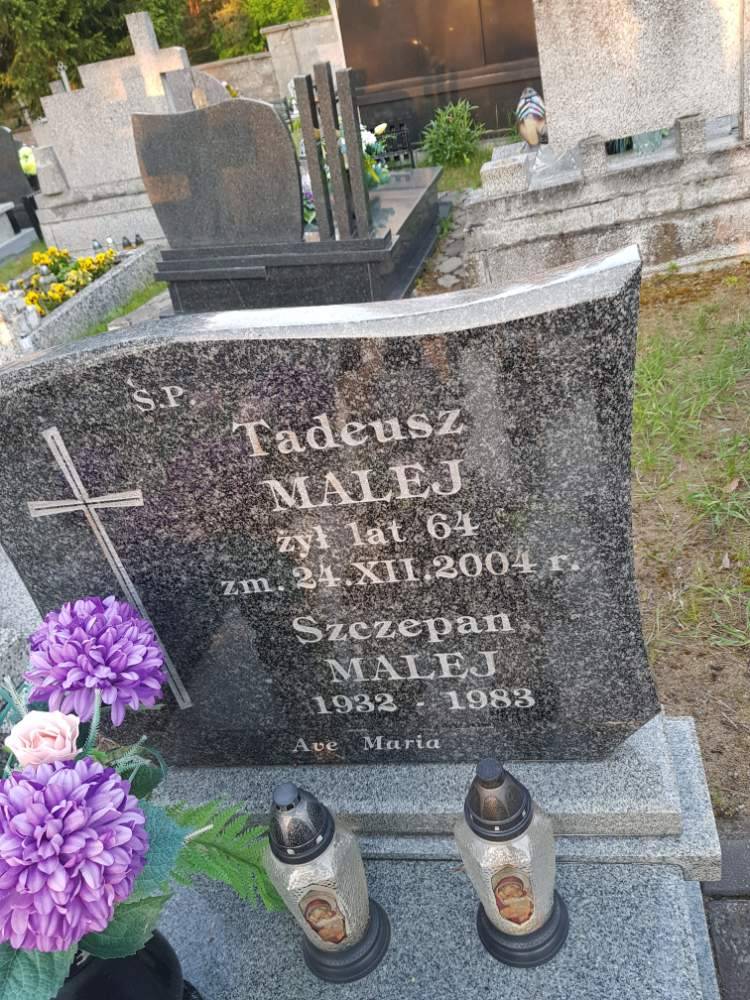 Ś.P.
Tadeusz
MALEJ
żył lat 64
zm. 24.XII.2004 r.
Szczepan
MALEJ
1932 - 1983
Ave Maria